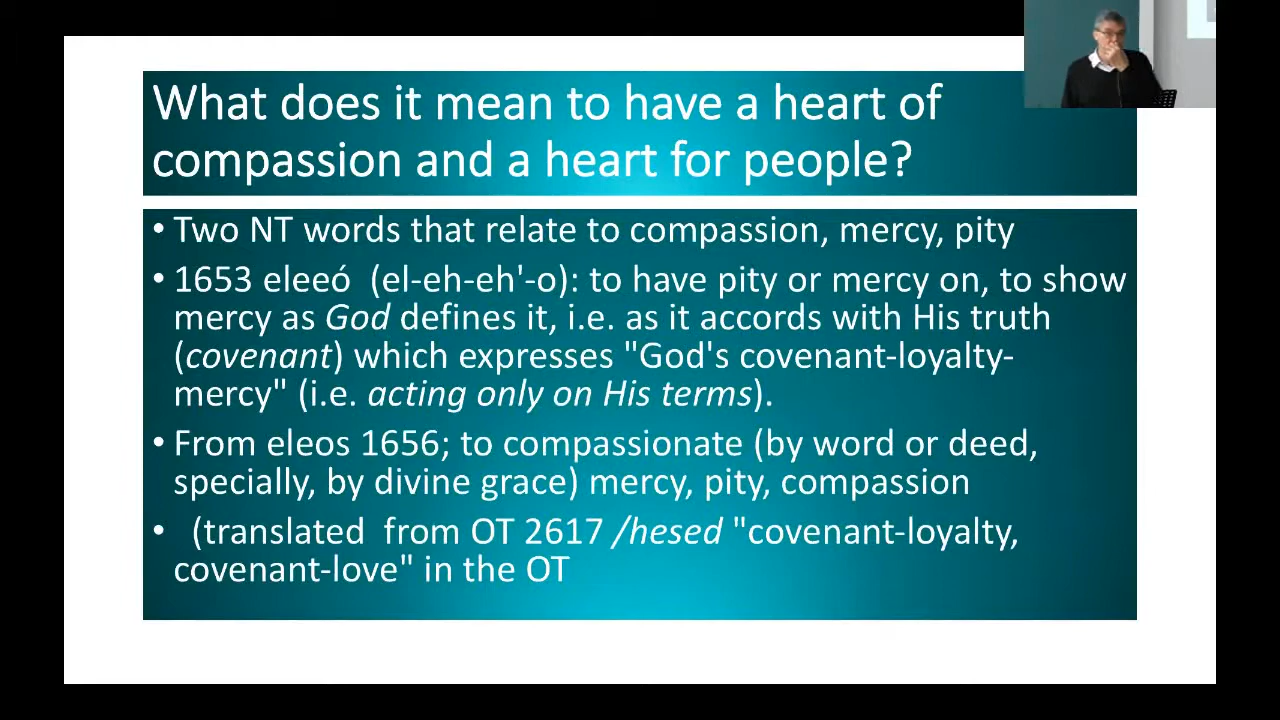 What does it mean to have a heart of
compassion and a heart for people?
• Two NT words that relate to compassion, mercy, pity
• 1653 eleeó  (el-eh-eh'-o): to have pity or mercy on, to show
mercy as God defines it, i.e. as it accords with His truth
(covenant) which expresses "God's covenant-loyalty-
mercy" (i.e. acting only on His terms).
• From eleos 1656; to compassionate (by word or deed,
specially, by divine grace) mercy, pity, compassion
•  (translated  from OT 2617 /hesed "covenant-loyalty,
covenant-love" in the OT